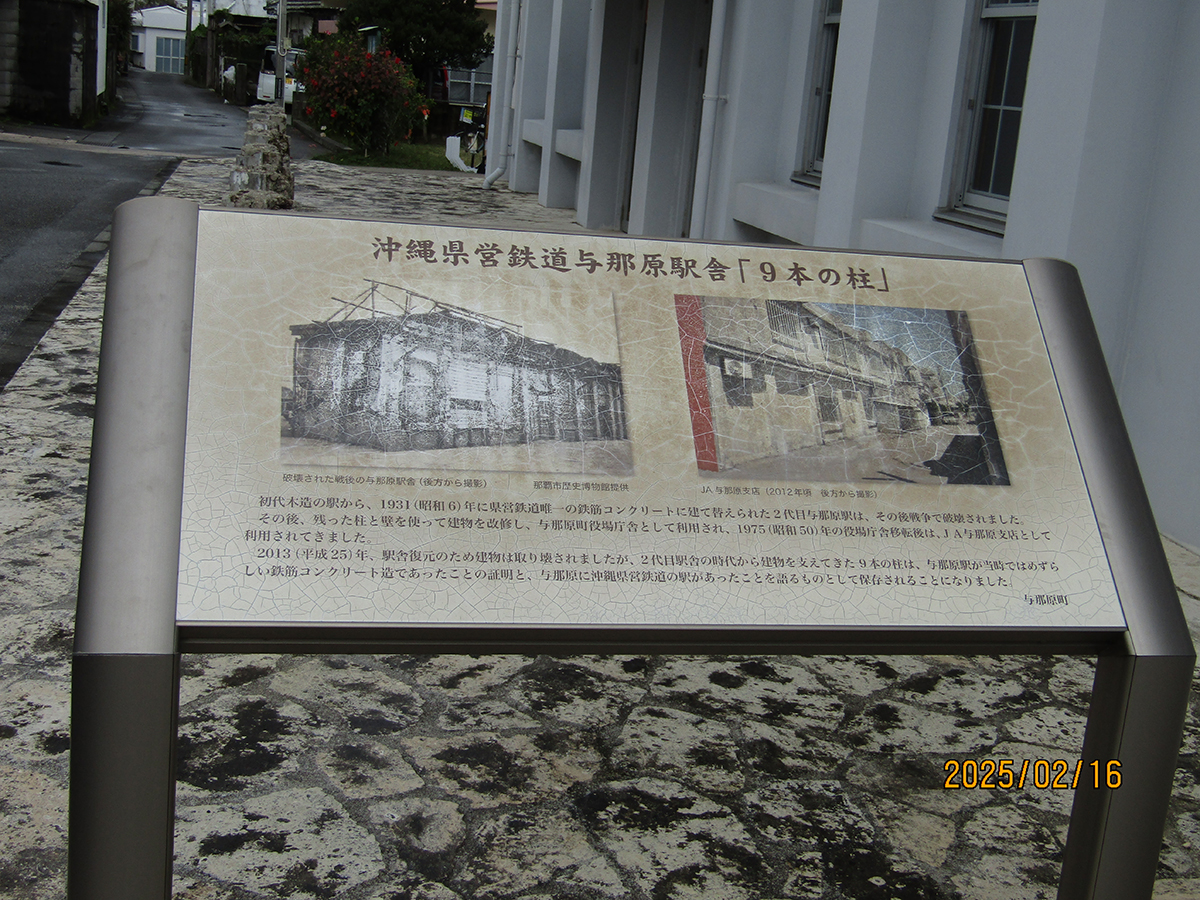 沖縄県営鉄道与那原駅舎「9本の柱」
破壊された戦後の与那原駅舎（後方から撮影）
那覇市歴史博物館提供
JA与那原支店（2012年頃　後方から撮影）
初代木造の駅から、1931（昭和6）年に県営鉄道唯一の鉄筋コンクリートに建て替えられた2代目与那原駅は、その後戦争で破壊されました。
その後、残った柱と壁を使って建物を改修し、与那原町役場庁舎として利用され、1975（昭和50）年の役場庁舎移転後は、JA与那原支店として
利用されてきました。
2013（平成25）年、駅舎復元のため建物は取り壊されましたが、2代目駅舎の時代から建物を支えてきた9本の柱は、与那原駅が当時ではめずら
しい鉄筋コンクリート造であったことの証明と、与那原に沖縄県営鉄道の駅があったことを語るものとして保存されることになりました。
与那原町
2025/02/16